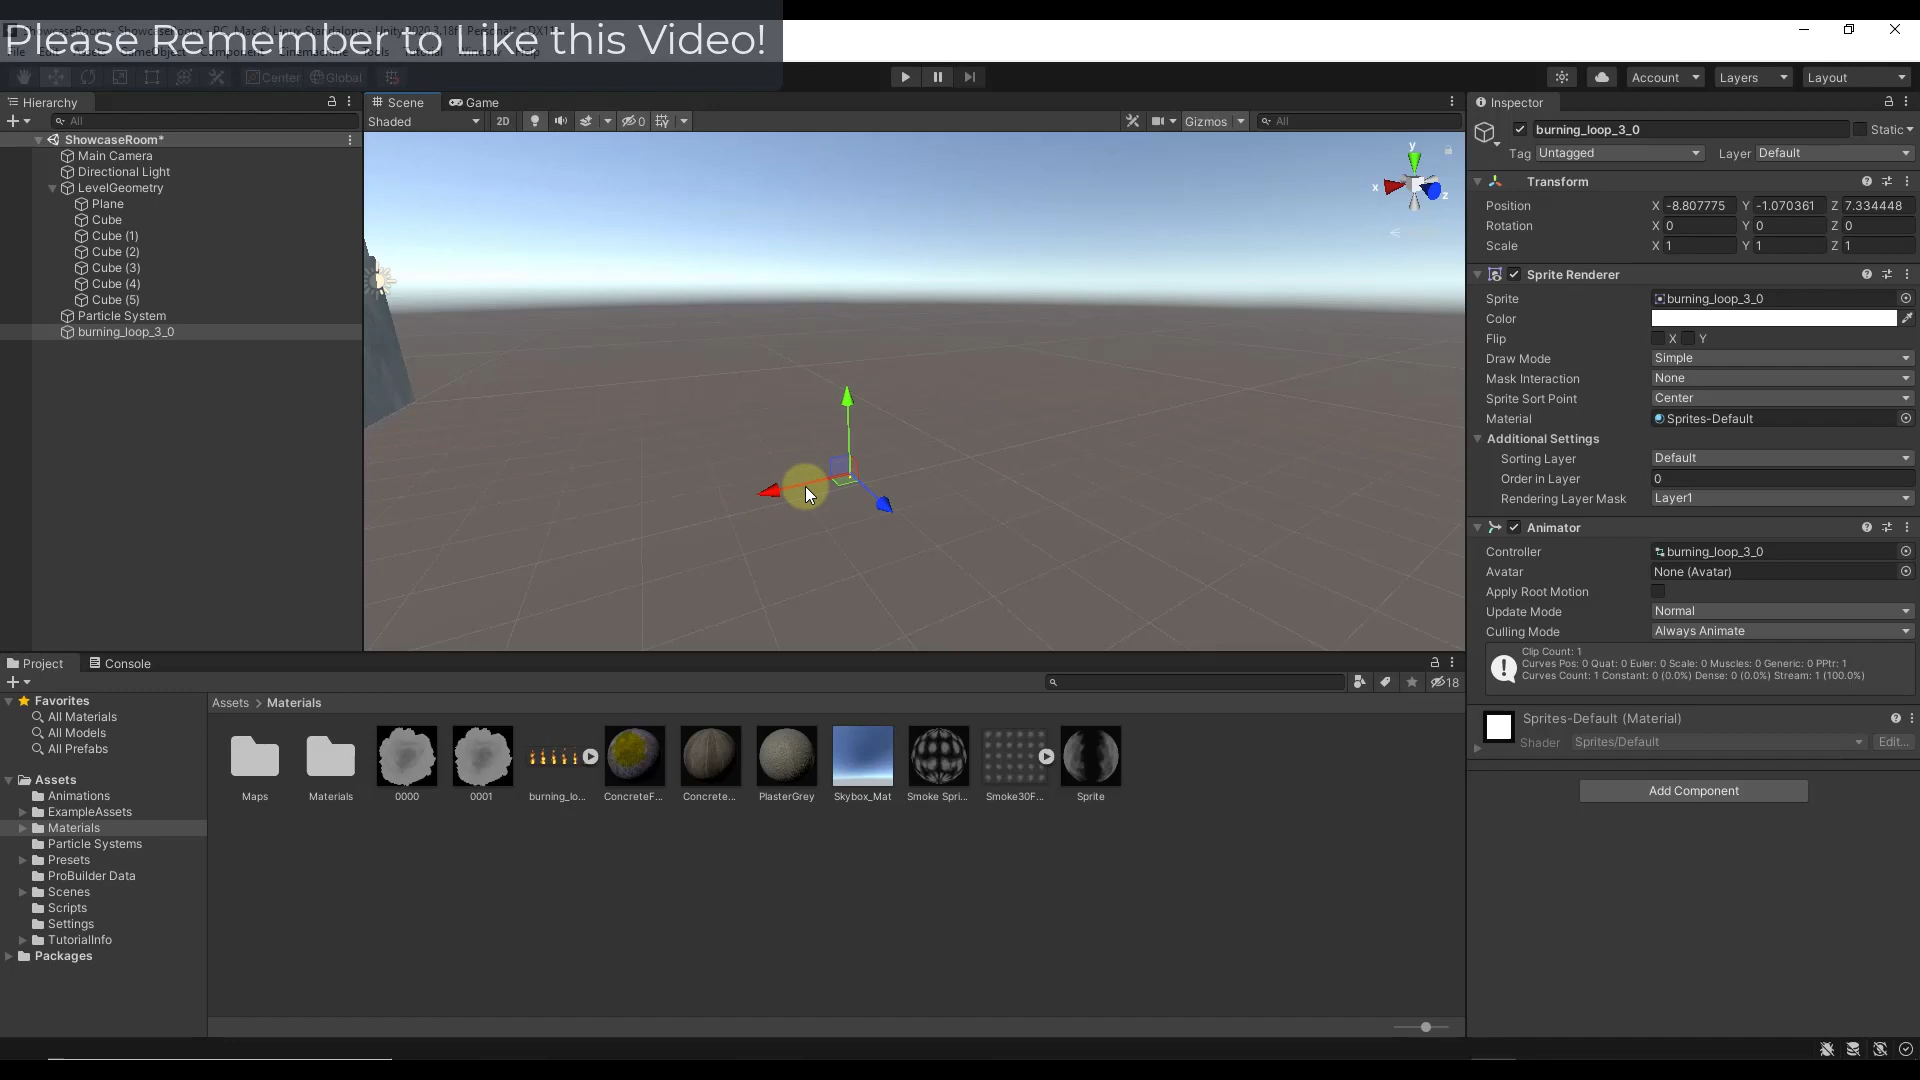 Please Remember to Like this Video!
Center
Global
Account
Layers
Layout
Hierarchy
Scene
Game
Inspector
All
Shaded
2D
0
Gizmos
All
ShowcaseRoom*
Main Camera
Directional Light
LevelGeometry
Plane
Cube
Cube (1)
Cube (2)
Cube (3)
Cube (4)
Cube (5)
Particle System
burning_loop_3_0
y
x
z
burning_loop_3_0
Static
Tag Untagged Layer Default
Transform
Position X -8.807775 Y -1.070361 Z 7.334448
Rotation X 0 Y 0 Z 0
Scale X 1 Y 1 Z 1
Sprite Renderer
Sprite burning_loop_3_0
Color
Flip X Y
Draw Mode Simple
Mask Interaction None
Sprite Sort Point Center
Material Sprites-Default
Additional Settings
Sorting Layer Default
Order in Layer 0
Rendering Layer Mask Layer1
Animator
Controller burning_loop_3_0
Avatar None (Avatar)
Apply Root Motion
Update Mode Normal
Culling Mode Always Animate
Clip Count: 1
Curves Pos: 0 Quat: 0 Euler: 0 Scale: 0 Muscles: 0 Generic: 0 PPtr: 1
Curves Count: 1 Constant: 0 (0.0%) Dense: 0 (0.0%) Stream: 1 (100.0%)
Sprites-Default (Material)
Shader Sprites/Default Edit...
Add Component
Project
Console
18
Favorites
All Materials
All Models
All Prefabs
Assets
Animations
ExampleAssets
Materials
Particle Systems
Presets
ProBuilder Data
Scenes
Scripts
Settings
TutorialInfo
Packages
Assets > Materials
Maps
Materials
0000
0001
burning_lo...
ConcreteF...
Concrete...
PlasterGrey
Skybox_Mat
Smoke Spri...
Smoke30F...
Sprite